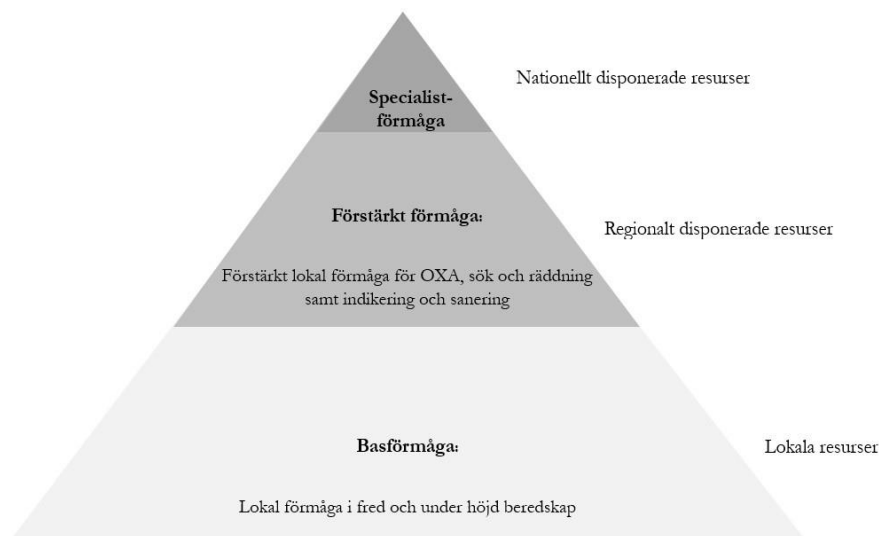 Nationellt disponerade resurser
Specialist-
förmåga
Förstärkt förmåga:
Regionalt disponerade resurser
Förstärkt lokal förmåga för OXA, sök och räddning
samt indikering och sanering
Basförmåga:
Lokala resurser
Lokal förmåga i fred och under höjd beredskap